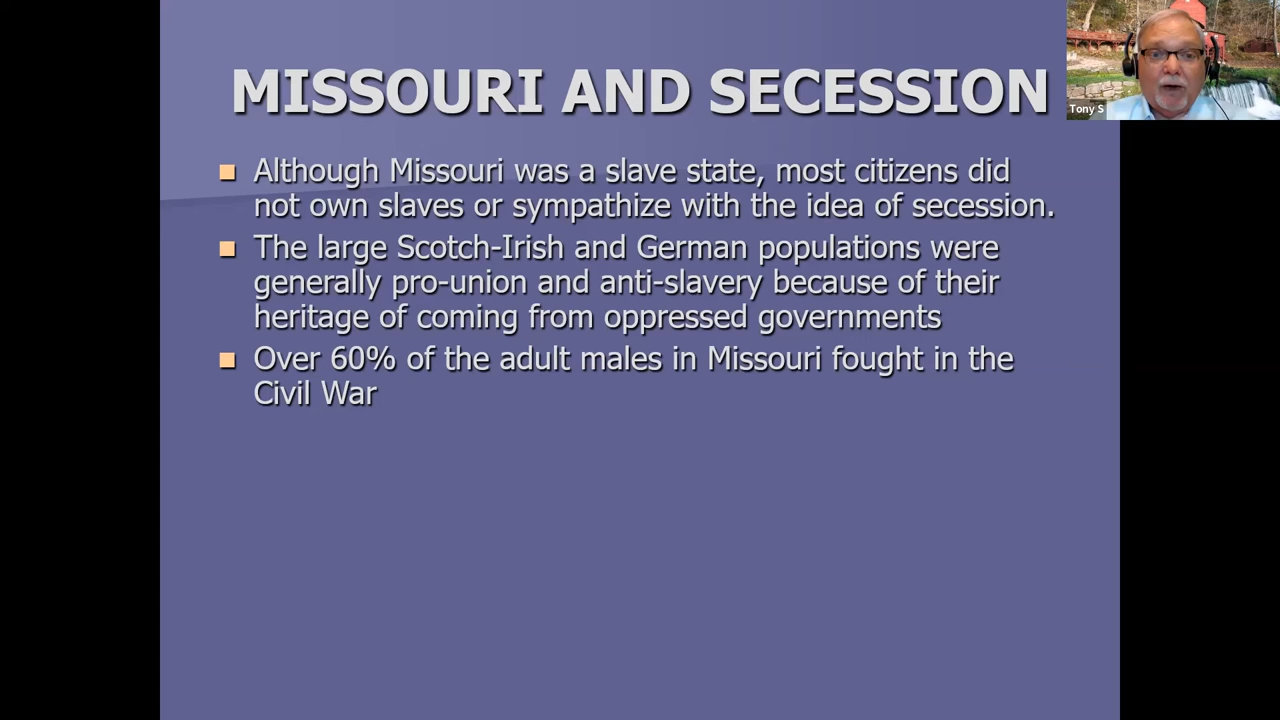 MISSOURI AND SECESSION
Although Missouri was a slave state, most citizens did
not own slaves or sympathize with the idea of secession.
The large Scotch-Irish and German populations were
generally pro-union and anti-slavery because of their
heritage of coming from oppressed governments
Over 60% of the adult males in Missouri fought in the
Civil War
Tony S